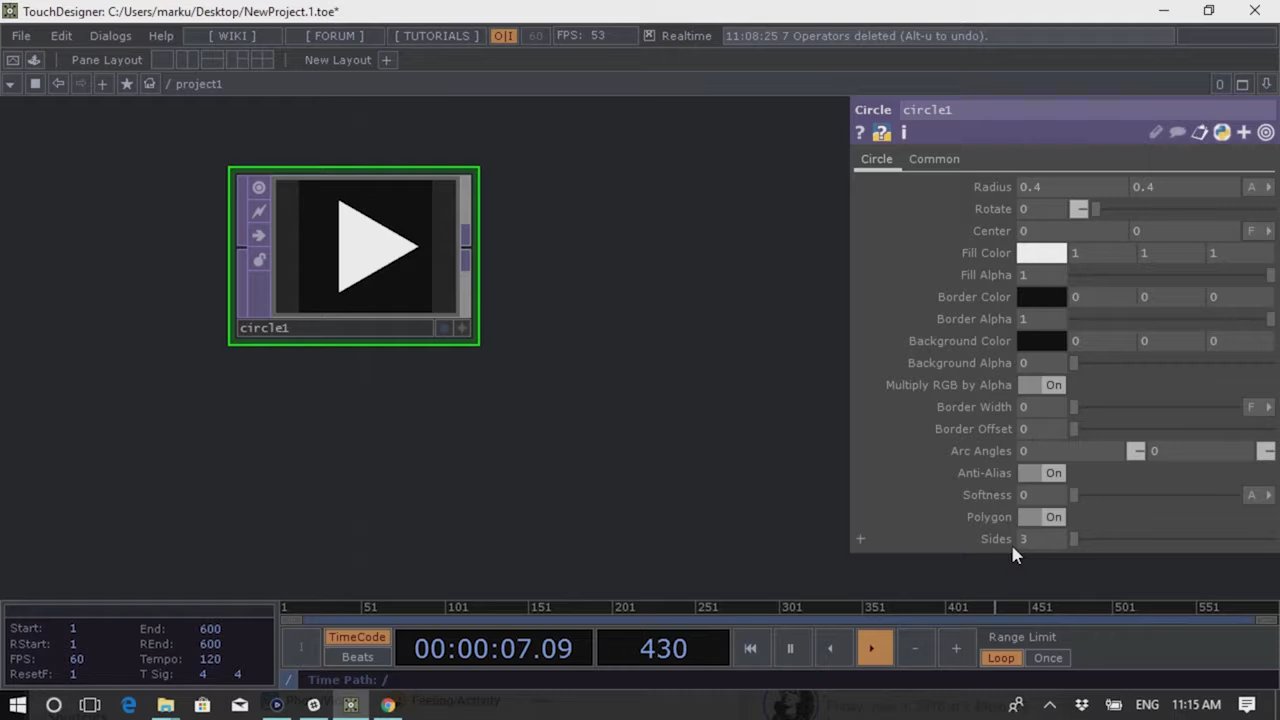 TouchDesigner: C:/Users/marku/Desktop/NewProject.1.toe*
File Edit Dialogs Help [ WIKI ] [ FORUM ] [ TUTORIALS ] O|I 60 FPS: 53 Realtime 11:08:25 7 Operators deleted (Alt-u to undo).
Pane Layout New Layout +
/ project1 0
Circle circle1
? ? i
Circle Common
Radius 0.4 0.4 A
Rotate 0
Center 0 0 F
Fill Color 1 1 1
Fill Alpha 1
Border Color 0 0 0
Border Alpha 1
Background Color 0 0 0
Background Alpha 0
Multiply RGB by Alpha On
Border Width 0 F
Border Offset 0
Arc Angles 0 0
Anti-Alias On
Softness 0 A
Polygon On
+ Sides 3
circle1
1 51 101 151 201 251 301 351 401 451 501 551
Start: 1 End: 600
RStart: 1 REnd: 600
FPS: 60 Tempo: 120
ResetF: 1 T Sig: 4 4
TimeCode
Beats
00:00:07.09 430
Range Limit
Loop Once
/ Time Path: /
ENG 11:15 AM